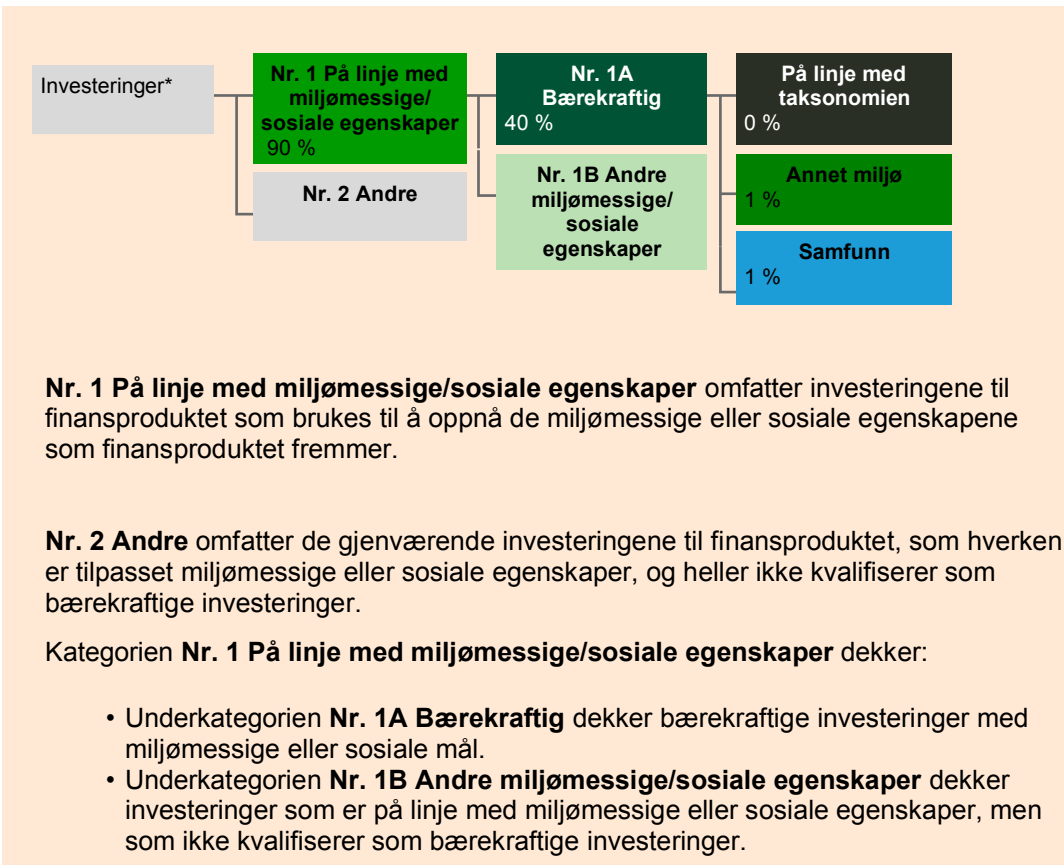 Investeringer*
Nr. 1 På linje med
miljømessige/
sosiale egenskaper
90 %
Nr. 2 Andre
Nr. 1A
Bærekraftig
40 %
Nr. 1B Andre
miljømessige/
sosiale
egenskaper
På linje med
taksonomien
0 %
Annet miljø
1 %
Samfunn
1 %
Nr. 1 På linje med miljømessige/sosiale egenskaper omfatter investeringene til
finansproduktet som brukes til å oppnå de miljømessige eller sosiale egenskapene
som finansproduktet fremmer.
Nr. 2 Andre omfatter de gjenværende investeringene til finansproduktet, som hverken
er tilpasset miljømessige eller sosiale egenskaper, og heller ikke kvalifiserer som
bærekraftige investeringer.
Kategorien Nr. 1 På linje med miljømessige/sosiale egenskaper dekker:
• Underkategorien Nr. 1A Bærekraftig dekker bærekraftige investeringer med
miljømessige eller sosiale mål.
• Underkategorien Nr. 1B Andre miljømessige/sosiale egenskaper dekker
investeringer som er på linje med miljømessige eller sosiale egenskaper, men
som ikke kvalifiserer som bærekraftige investeringer.